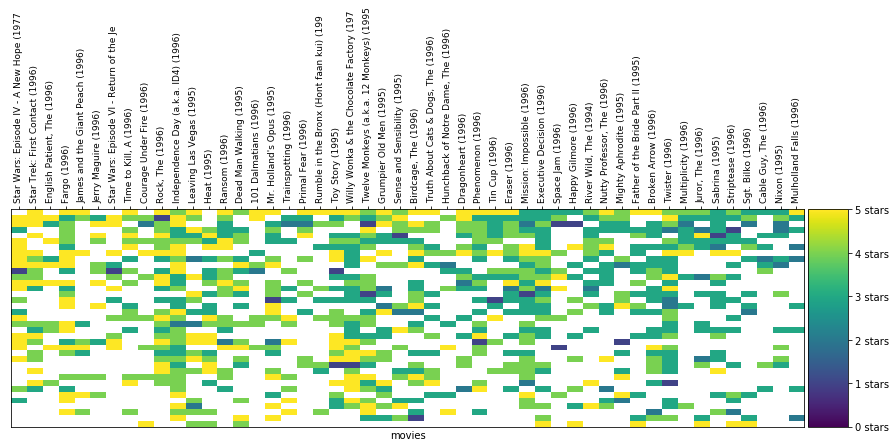 Star Wars: Episode IV - A New Hope (1977
Star Trek: First Contact (1996)
English Patient, The (1996)
Fargo (1996)
James and the Giant Peach (1996)
Jerry Maguire (1996)
Star Wars: Episode VI - Return of the Je
Time to Kill, A (1996)
Courage Under Fire (1996)
Rock, The (1996)
Independence Day (a.k.a. ID4) (1996)
Leaving Las Vegas (1995)
Heat (1995)
Ransom (1996)
Dead Man Walking (1995)
101 Dalmatians (1996)
Mr. Holland's Opus (1995)
Trainspotting (1996)
Primal Fear (1996)
Rumble in the Bronx (Hont faan kui) (199
Toy Story (1995)
Willy Wonka & the Chocolate Factory (197
Twelve Monkeys (a.k.a. 12 Monkeys) (1995
Grumpier Old Men (1995)
Sense and Sensibility (1995)
Birdcage, The (1996)
Truth About Cats & Dogs, The (1996)
Hunchback of Notre Dame, The (1996)
Dragonheart (1996)
Phenomenon (1996)
Tin Cup (1996)
Eraser (1996)
Mission: Impossible (1996)
Executive Decision (1996)
Space Jam (1996)
Happy Gilmore (1996)
River Wild, The (1994)
Nutty Professor, The (1996)
Mighty Aphrodite (1995)
Father of the Bride Part II (1995)
Broken Arrow (1996)
Twister (1996)
Multiplicity (1996)
Juror, The (1996)
Sabrina (1995)
Striptease (1996)
Sgt. Bilko (1996)
Cable Guy, The (1996)
Nixon (1995)
Mulholland Falls (1996)
5 stars
4 stars
3 stars
2 stars
1 stars
0 stars
movies